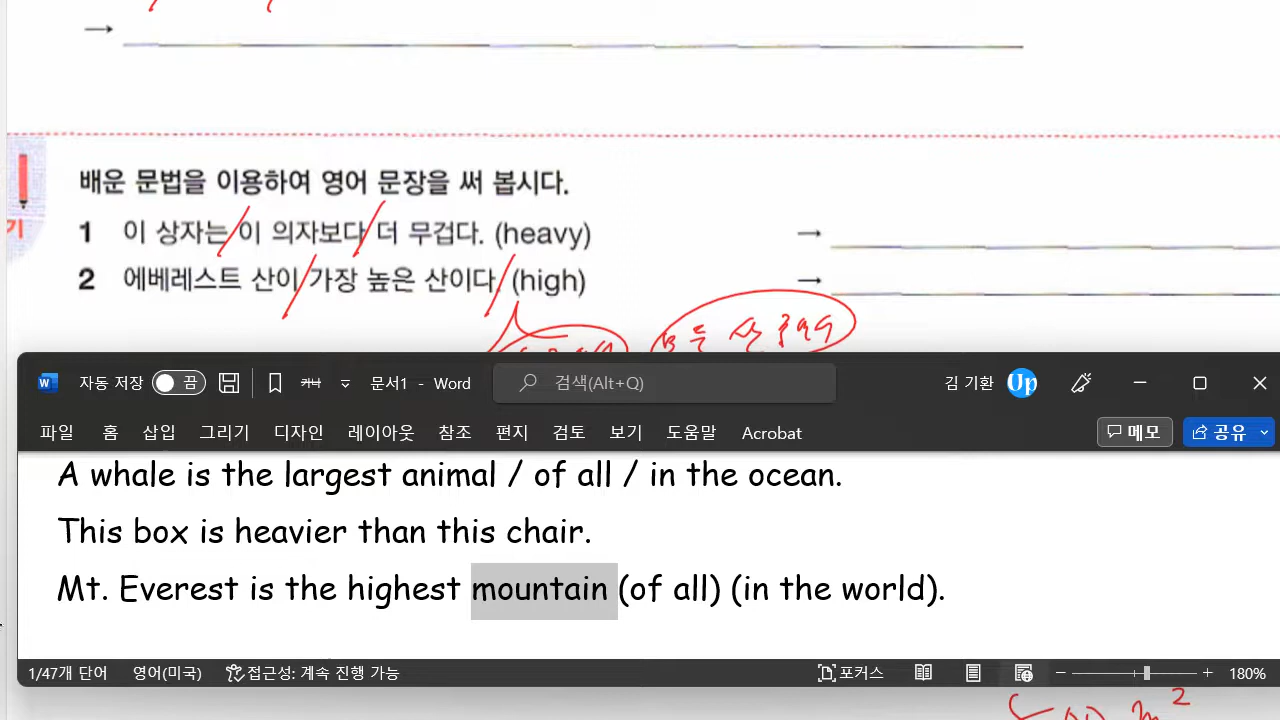 →
배운 문법을 이용하여 영어 문장을 써 봅시다.
기
1 이 상자는 이 의자보다 더 무겁다. (heavy) →
2 에베레스트 산이 가장 높은 산이다. (high) →
자동 저장 끔 문서1 - Word 검색(Alt+Q) 김 기환 Up
파일 홈 삽입 그리기 디자인 레이아웃 참조 편지 검토 보기 도움말 Acrobat 메모 공유
A whale is the largest animal / of all / in the ocean.
This box is heavier than this chair.
Mt. Everest is the highest mountain (of all) (in the world).
1/47개 단어 영어(미국) 접근성: 계속 진행 가능 포커스 180%